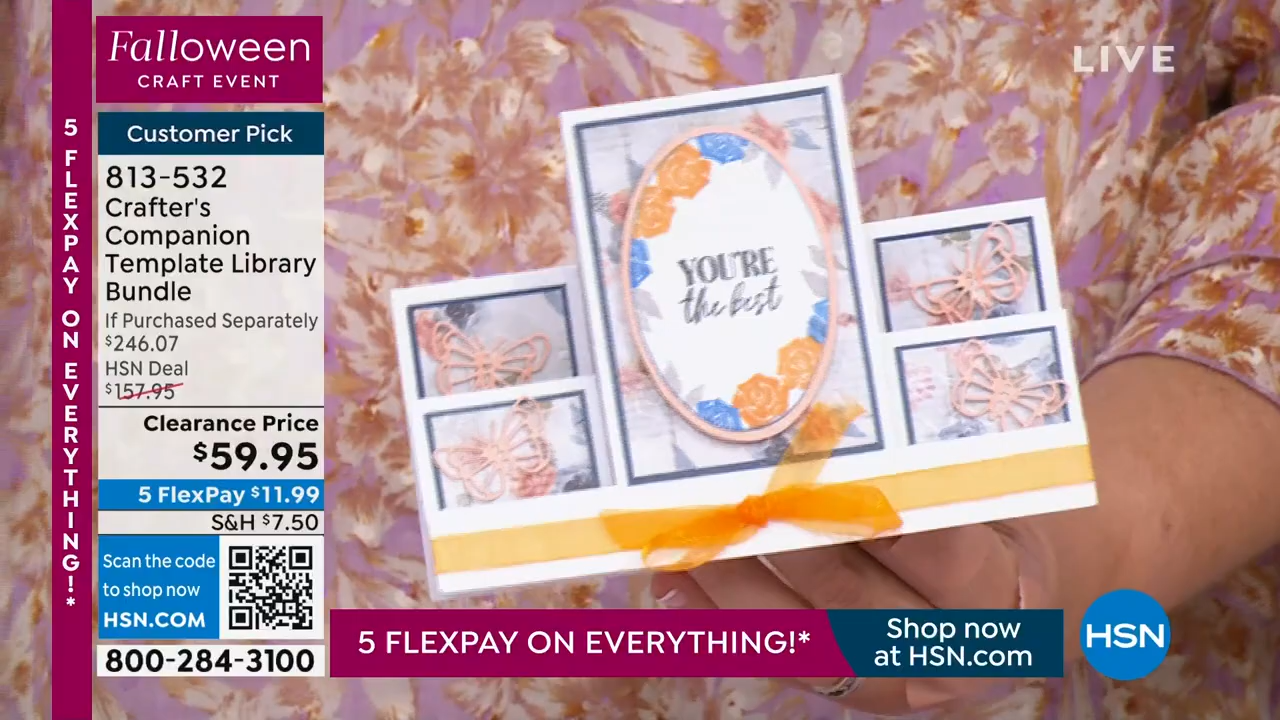 5 FLEXPAY ON EVERYTHING!*
Falloween
CRAFT EVENT
Customer Pick
813-532
Crafter's
Companion
Template Library
Bundle
If Purchased Separately
$246.07
HSN Deal
$157.95
Clearance Price
$59.95
5 FlexPay $11.99
S&H $7.50
Scan the code
to shop now
HSN.COM
800-284-3100
LIVE
YOU'RE
the best
5 FLEXPAY ON EVERYTHING!*
Shop now
at HSN.com
HSN